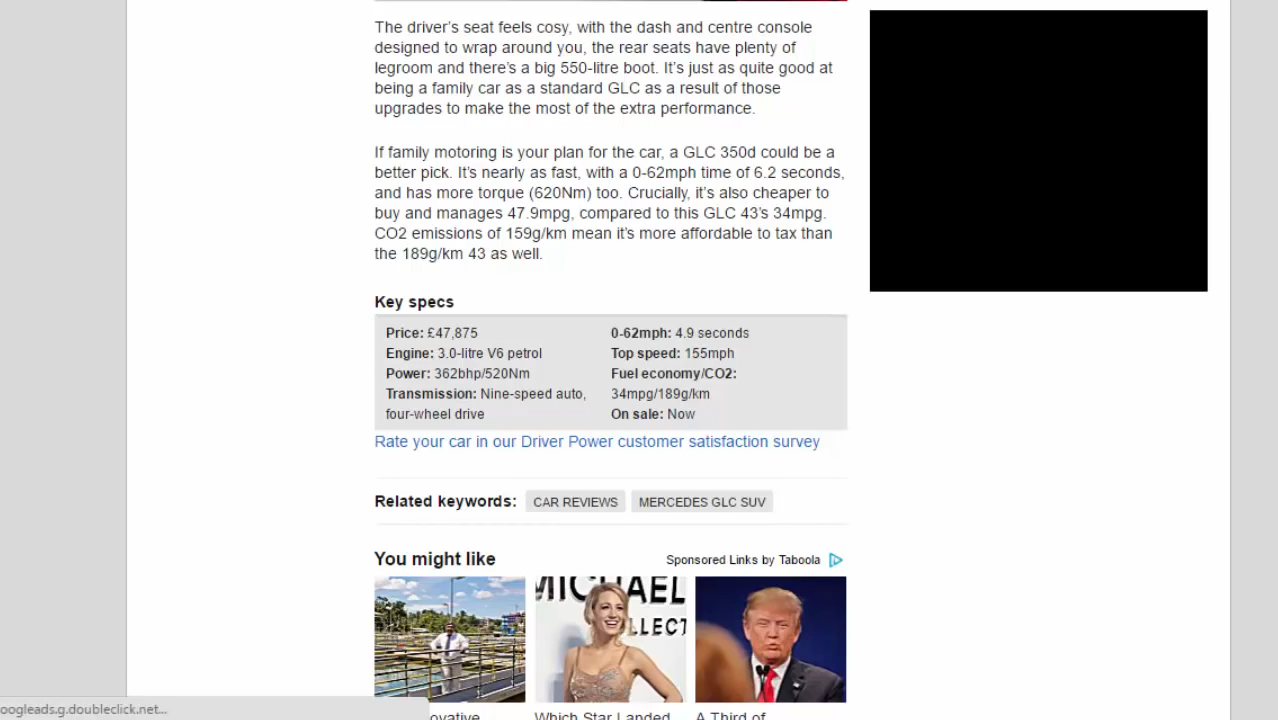 The driver's seat feels cosy, with the dash and centre console
designed to wrap around you, the rear seats have plenty of
legroom and there's a big 550-litre boot. It's just as quite good at
being a family car as a standard GLC as a result of those
upgrades to make the most of the extra performance.
If family motoring is your plan for the car, a GLC 350d could be a
better pick. It's nearly as fast, with a 0-62mph time of 6.2 seconds,
and has more torque (620Nm) too. Crucially, it's also cheaper to
buy and manages 47.9mpg, compared to this GLC 43's 34mpg.
CO2 emissions of 159g/km mean it's more affordable to tax than
the 189g/km 43 as well.
Key specs
Price: £47,875
Engine: 3.0-litre V6 petrol
Power: 362bhp/520Nm
Transmission: Nine-speed auto,
four-wheel drive
0-62mph: 4.9 seconds
Top speed: 155mph
Fuel economy/CO2:
34mpg/189g/km
On sale: Now
Rate your car in our Driver Power customer satisfaction survey
Related keywords: CAR REVIEWS MERCEDES GLC SUV
You might like Sponsored Links by Taboola
MICHAEL
LLECT
ovative Which Star Landed A Third of
oogleads.g.doubleclick.net...